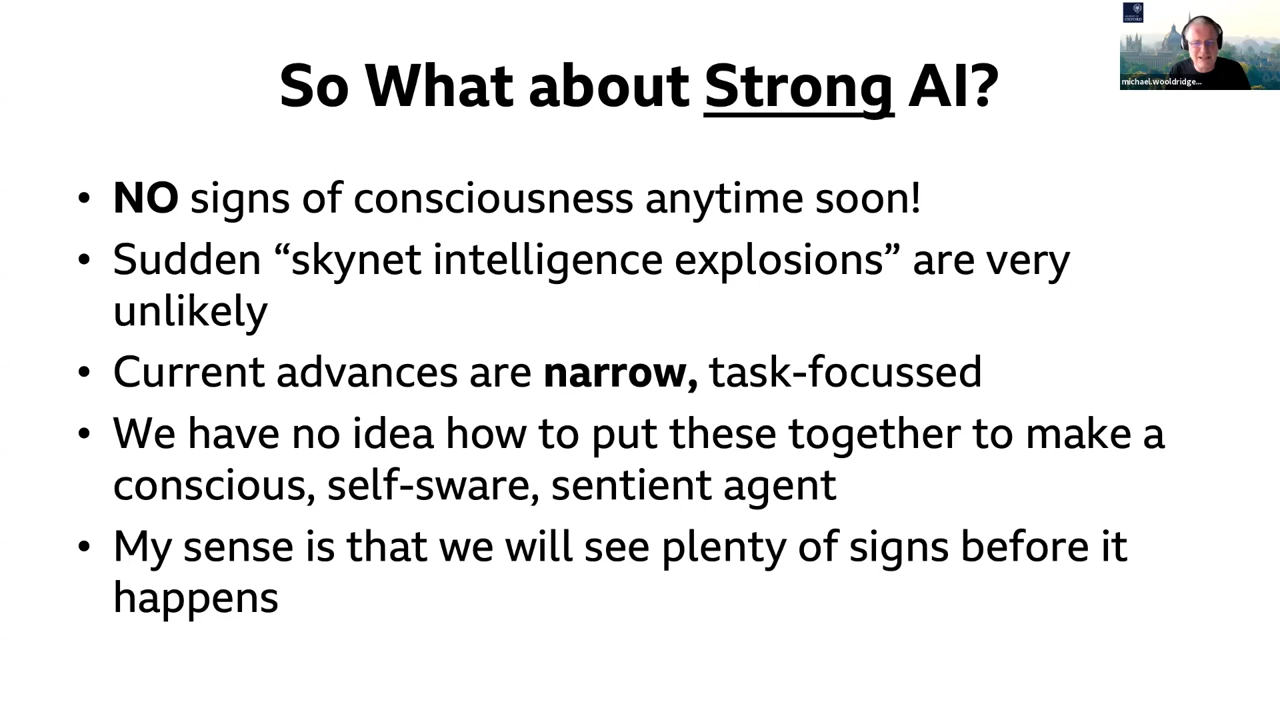 So What about Strong AI?
• NO signs of consciousness anytime soon!
• Sudden “skynet intelligence explosions” are very
unlikely
• Current advances are narrow, task-focussed
• We have no idea how to put these together to make a
conscious, self-sware, sentient agent
• My sense is that we will see plenty of signs before it
happens
OXFORD
michael.wooldridge...